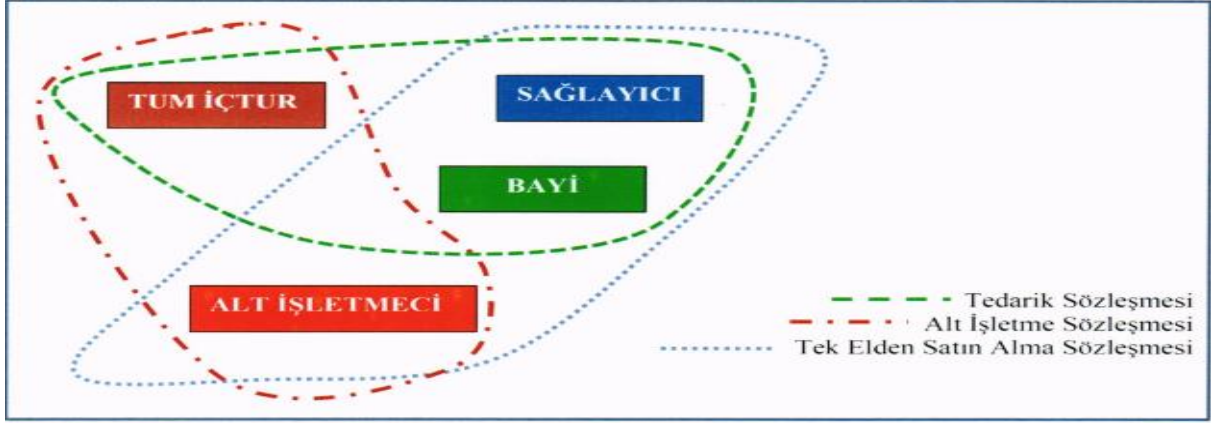 TUM İÇTUR
SAĞLAYICI
BAYİ
ALT İŞLETMECİ
Tedarik Sözleşmesi
Alt İşletme Sözleşmesi
Tek Elden Satın Alma Sözleşmesi